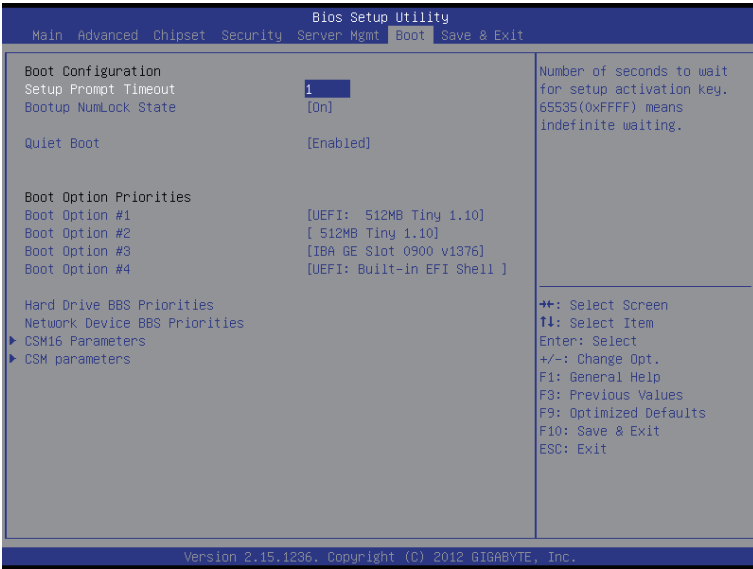 Bios Setup Utility
Main Advanced Chipset Security Server Mgmt Boot Save & Exit
Boot Configuration
Setup Prompt Timeout 1
Bootup NumLock State [On]
Quiet Boot [Enabled]
Boot Option Priorities
Boot Option #1 [UEFI:  512MB Tiny 1.10]
Boot Option #2 [ 512MB Tiny 1.10]
Boot Option #3 [IBA GE Slot 0900 v1376]
Boot Option #4 [UEFI: Built-in EFI Shell ]
Hard Drive BBS Priorities
Network Device BBS Priorities
CSM16 Parameters
CSM parameters
Number of seconds to wait
for setup activation key.
65535(0xFFFF) means
indefinite waiting.
→←: Select Screen
↑↓: Select Item
Enter: Select
+/-: Change Opt.
F1: General Help
F3: Previous Values
F9: Optimized Defaults
F10: Save & Exit
ESC: Exit
Version 2.15.1236. Copyright (C) 2012 GIGABYTE, Inc.